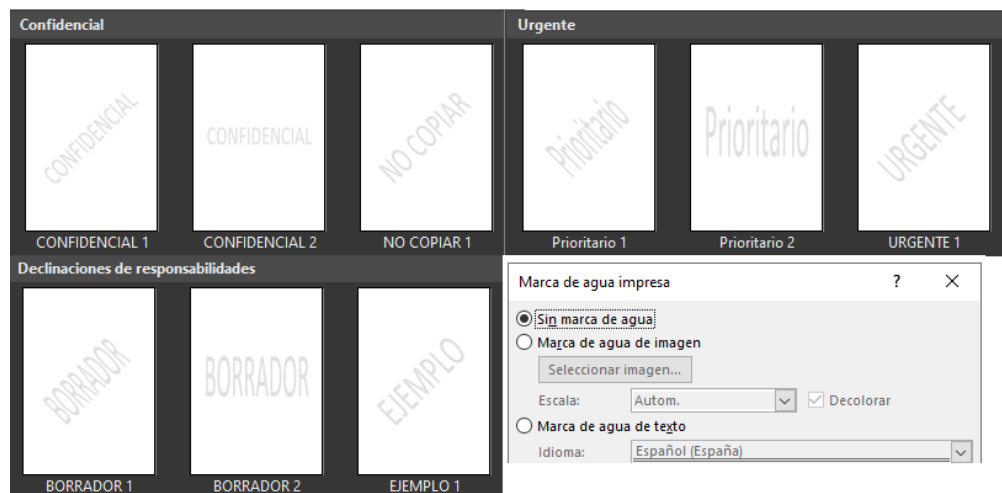 Confidencial
CONFIDENCIAL
CONFIDENCIAL
NO COPIAR
CONFIDENCIAL 1
CONFIDENCIAL 2
NO COPIAR 1
Urgente
Prioritario
Prioritario
URGENTE
Prioritario 1
Prioritario 2
URGENTE 1
Declinaciones de responsabilidades
BORRADOR
BORRADOR
EJEMPLO
BORRADOR 1
BORRADOR 2
EJEMPLO 1
Marca de agua impresa
?
Sin marca de agua
Marca de agua de imagen
Seleccionar imagen...
Escala: Autom. Decolorar
Marca de agua de texto
Idioma: Español (España)